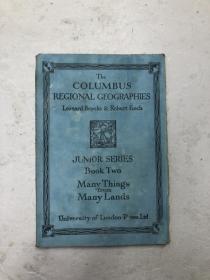 The
COLUMBUS
REGIONAL GEOGRAPHIES
Leonard Brooks & Robert Finch
JUNIOR SERIES
Book Two
Many Things
from
Many Lands
University of London Press Ltd.